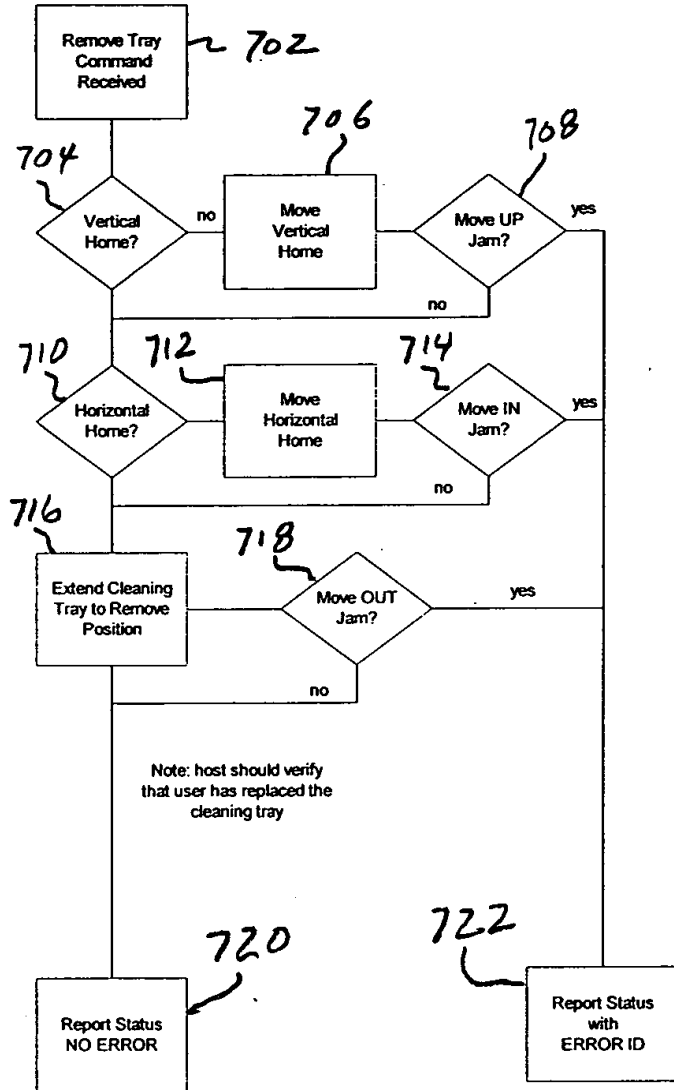 Remove Tray
Command
Received
702
704
Vertical
Home?
no
706
Move
Vertical
Home
708
Move UP
Jam?
yes
no
710
Horizontal
Home?
712
Move
Horizontal
Home
714
Move IN
Jam?
yes
no
716
Extend Cleaning
Tray to Remove
Position
718
Move OUT
Jam?
yes
no
Note: host should verify
that user has replaced the
cleaning tray
720
Report Status
NO ERROR
722
Report Status
with
ERROR ID